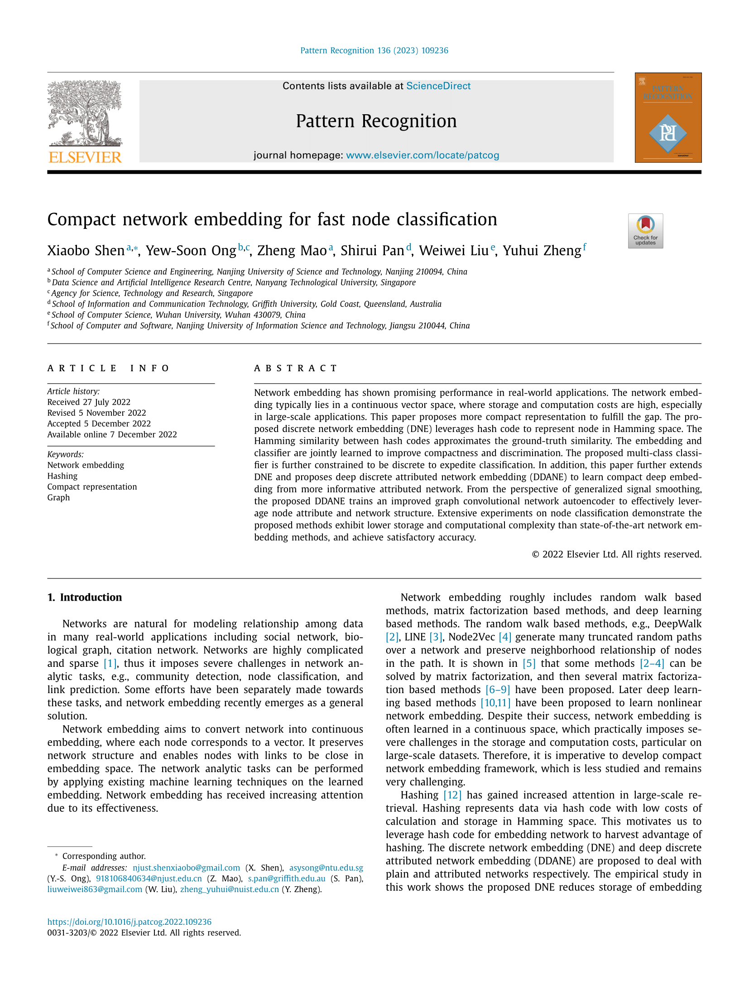 Pattern Recognition 136 (2023) 109236
Contents lists available at ScienceDirect
Pattern Recognition
journal homepage: www.elsevier.com/locate/patcog
NON SOLUS
ELSEVIER
PATTERN
RECOGNITION
Compact network embedding for fast node classification
Check for
updates
Xiaobo Shen a,*, Yew-Soon Ong b,c, Zheng Mao a, Shirui Pan d, Weiwei Liu e, Yuhui Zheng f
a School of Computer Science and Engineering, Nanjing University of Science and Technology, Nanjing 210094, China
b Data Science and Artificial Intelligence Research Centre, Nanyang Technological University, Singapore
c Agency for Science, Technology and Research, Singapore
d School of Information and Communication Technology, Griffith University, Gold Coast, Queensland, Australia
e School of Computer Science, Wuhan University, Wuhan 430079, China
f School of Computer and Software, Nanjing University of Information Science and Technology, Jiangsu 210044, China
ARTICLE INFO
Article history:
Received 27 July 2022
Revised 5 November 2022
Accepted 5 December 2022
Available online 7 December 2022
Keywords:
Network embedding
Hashing
Compact representation
Graph
ABSTRACT
Network embedding has shown promising performance in real-world applications. The network embed-
ding typically lies in a continuous vector space, where storage and computation costs are high, especially
in large-scale applications. This paper proposes more compact representation to fulfill the gap. The pro-
posed discrete network embedding (DNE) leverages hash code to represent node in Hamming space. The
Hamming similarity between hash codes approximates the ground-truth similarity. The embedding and
classifier are jointly learned to improve compactness and discrimination. The proposed multi-class classi-
fier is further constrained to be discrete to expedite classification. In addition, this paper further extends
DNE and proposes deep discrete attributed network embedding (DDANE) to learn compact deep embed-
ding from more informative attributed network. From the perspective of generalized signal smoothing,
the proposed DDANE trains an improved graph convolutional network autoencoder to effectively lever-
age node attribute and network structure. Extensive experiments on node classification demonstrate the
proposed methods exhibit lower storage and computational complexity than state-of-the-art network em-
bedding methods, and achieve satisfactory accuracy.
© 2022 Elsevier Ltd. All rights reserved.
1. Introduction
Networks are natural for modeling relationship among data
in many real-world applications including social network, bio-
logical graph, citation network. Networks are highly complicated
and sparse [1], thus it imposes severe challenges in network an-
alytic tasks, e.g., community detection, node classification, and
link prediction. Some efforts have been separately made towards
these tasks, and network embedding recently emerges as a general
solution.
Network embedding aims to convert network into continuous
embedding, where each node corresponds to a vector. It preserves
network structure and enables nodes with links to be close in
embedding space. The network analytic tasks can be performed
by applying existing machine learning techniques on the learned
embedding. Network embedding has received increasing attention
due to its effectiveness.
* Corresponding author.
E-mail addresses: njust.shenxiaobo@gmail.com (X. Shen), asysong@ntu.edu.sg
(Y.-S. Ong), 918106840634@njust.edu.cn (Z. Mao), s.pan@griffith.edu.au (S. Pan),
liuweiwei863@gmail.com (W. Liu), zheng_yuhui@nuist.edu.cn (Y. Zheng).
Network embedding roughly includes random walk based
methods, matrix factorization based methods, and deep learning
based methods. The random walk based methods, e.g., DeepWalk
[2], LINE [3], Node2Vec [4] generate many truncated random paths
over a network and preserve neighborhood relationship of nodes
in the path. It is shown in [5] that some methods [2–4] can be
solved by matrix factorization, and then several matrix factoriza-
tion based methods [6–9] have been proposed. Later deep learn-
ing based methods [10,11] have been proposed to learn nonlinear
network embedding. Despite their success, network embedding is
often learned in a continuous space, which practically imposes se-
vere challenges in the storage and computation costs, particular on
large-scale datasets. Therefore, it is imperative to develop compact
network embedding framework, which is less studied and remains
very challenging.
Hashing [12] has gained increased attention in large-scale re-
trieval. Hashing represents data via hash code with low costs of
calculation and storage in Hamming space. This motivates us to
leverage hash code for embedding network to harvest advantage of
hashing. The discrete network embedding (DNE) and deep discrete
attributed network embedding (DDANE) are proposed to deal with
plain and attributed networks respectively. The empirical study in
this work shows the proposed DNE reduces storage of embedding
https://doi.org/10.1016/j.patcog.2022.109236
0031-3203/© 2022 Elsevier Ltd. All rights reserved.